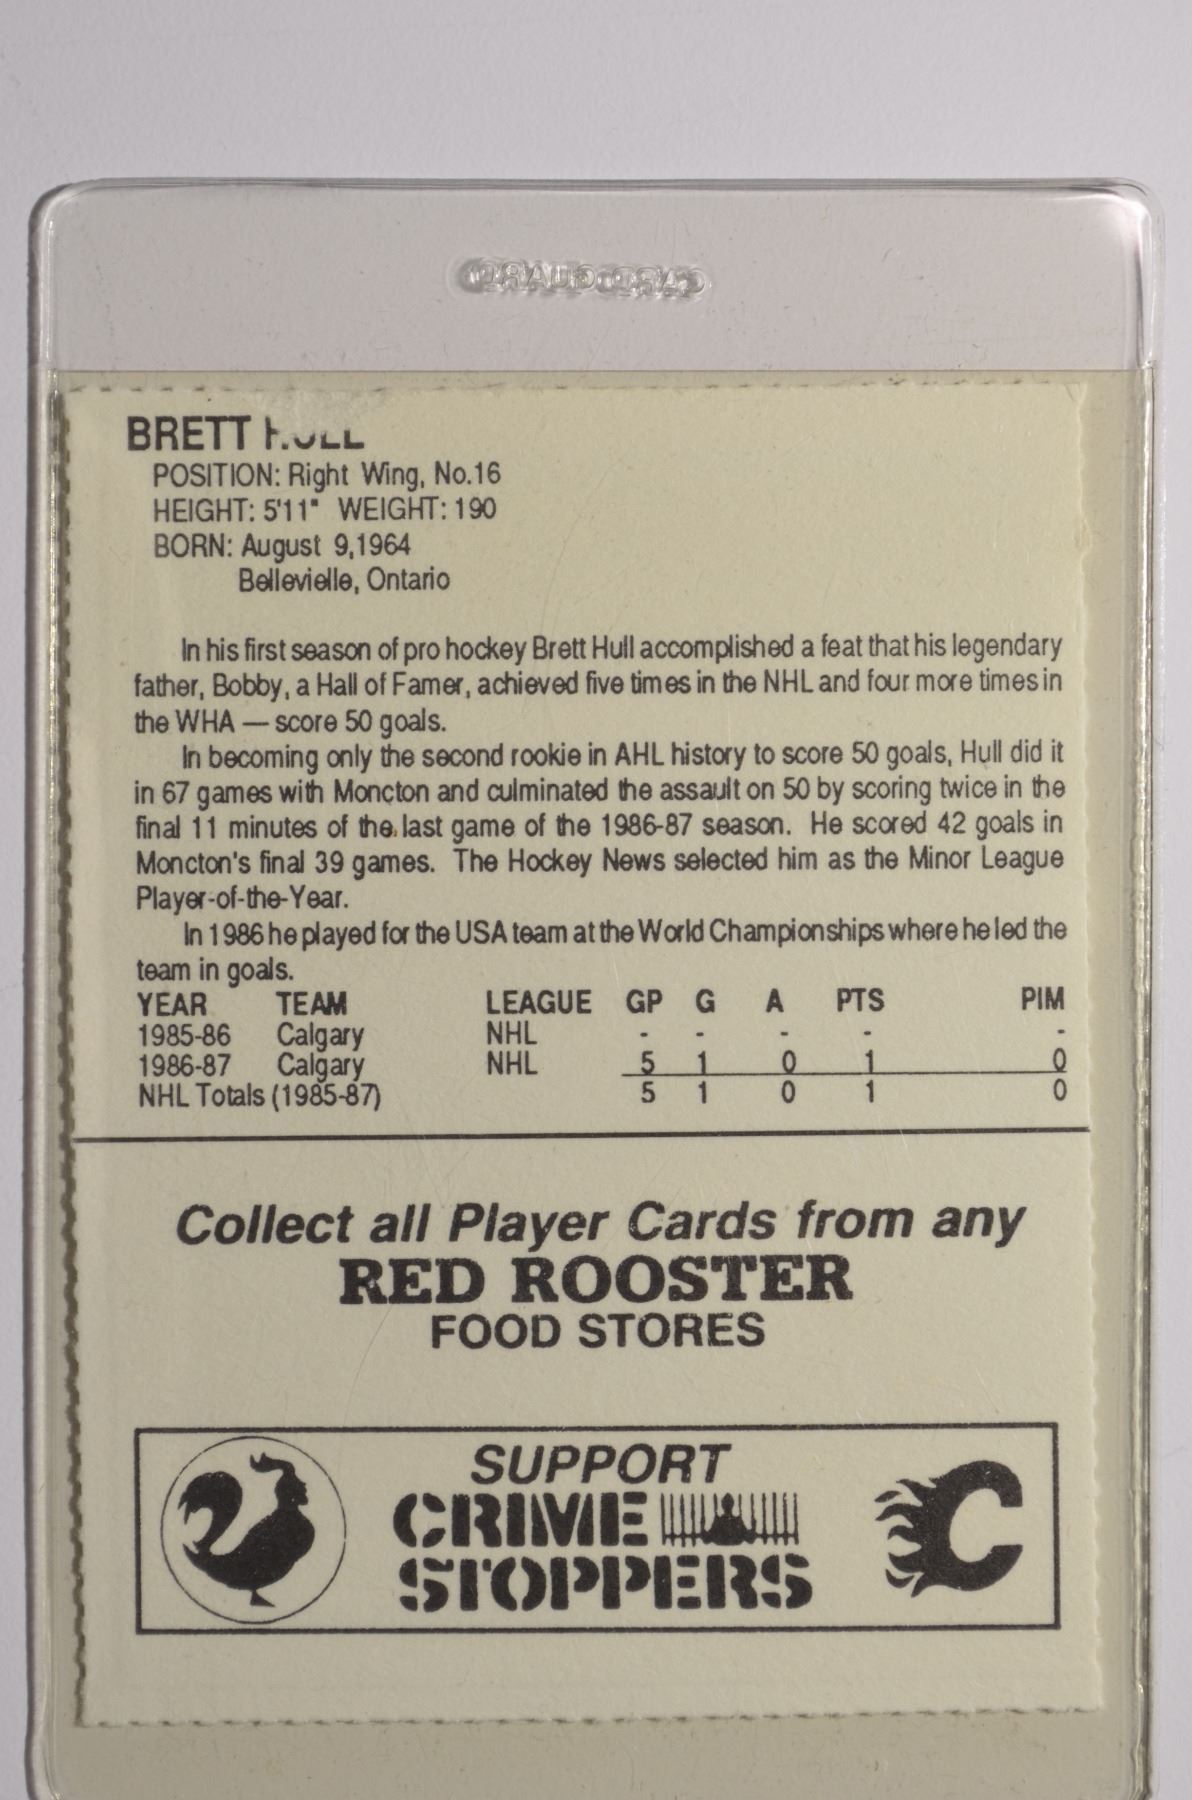 CARD GUARD
BRETT HULL
POSITION: Right Wing, No.16
HEIGHT: 5'11" WEIGHT: 190
BORN: August 9,1964
Bellevielle, Ontario
In his first season of pro hockey Brett Hull accomplished a feat that his legendary
father, Bobby, a Hall of Famer, achieved five times in the NHL and four more times in
the WHA — score 50 goals.
In becoming only the second rookie in AHL history to score 50 goals, Hull did it
in 67 games with Moncton and culminated the assault on 50 by scoring twice in the
final 11 minutes of the last game of the 1986-87 season. He scored 42 goals in
Moncton's final 39 games. The Hockey News selected him as the Minor League
Player-of-the-Year.
In 1986 he played for the USA team at the World Championships where he led the
team in goals.
YEAR TEAM LEAGUE GP G A PTS PIM
1985-86 Calgary NHL - - - - -
1986-87 Calgary NHL 5 1 0 1 0
NHL Totals (1985-87) 5 1 0 1 0
Collect all Player Cards from any
RED ROOSTER
FOOD STORES
SUPPORT
CRIME
STOPPERS
C